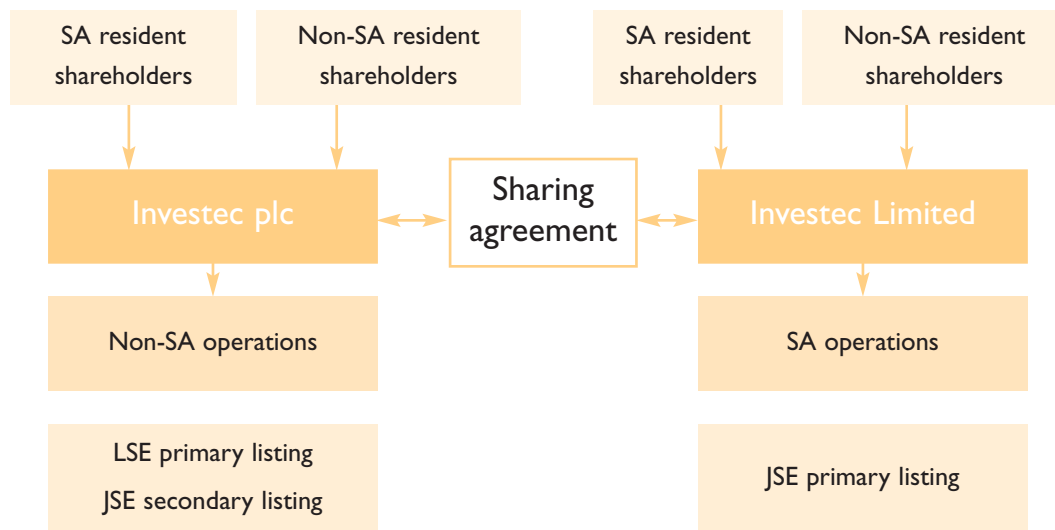 SA resident
shareholders
Non-SA resident
shareholders
SA resident
shareholders
Non-SA resident
shareholders
Investec plc
Sharing
agreement
Investec Limited
Non-SA operations
SA operations
LSE primary listing
JSE secondary listing
JSE primary listing